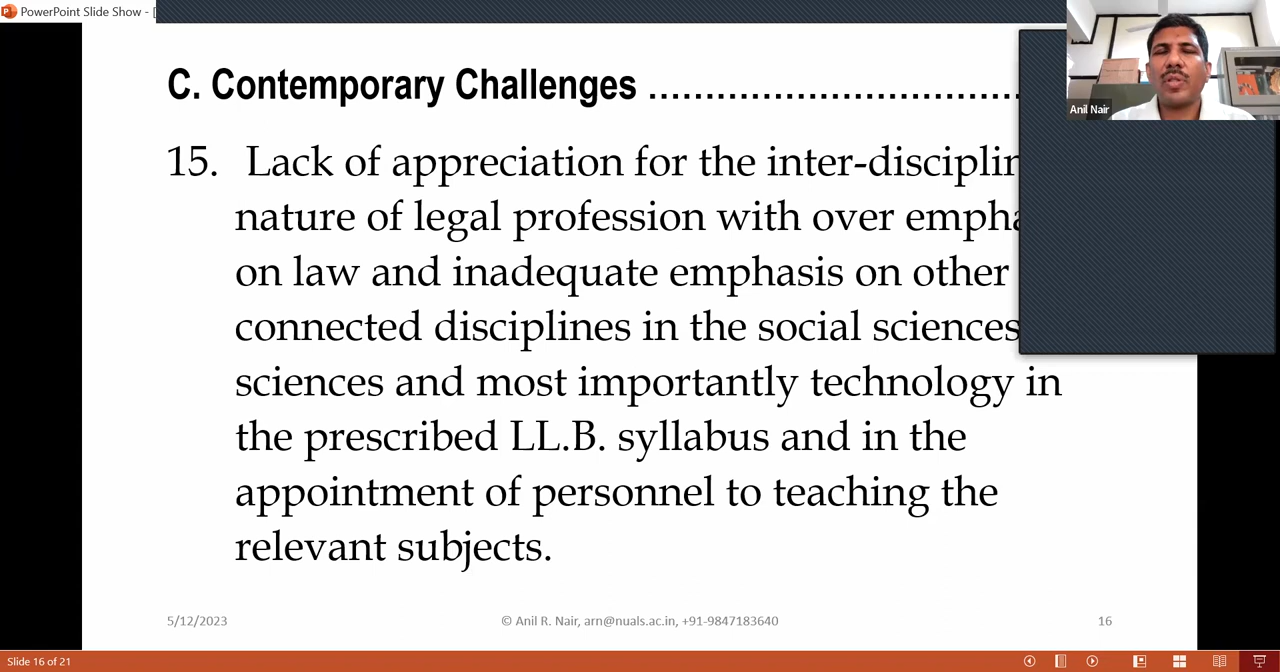 PowerPoint Slide Show - [
C. Contemporary Challenges ......................................
Anil Nair
15. Lack of appreciation for the
nature of legal profession with over
on law and inadequate emphasis on other
connected disciplines in the social sciences
sciences and most importantly technology in
the prescribed LL.B. syllabus and in the
appointment of personnel to teaching the
relevant subjects.
5/12/2023 © Anil R. Nair, arn@nuals.ac.in, +91-9847183640 16
Slide 16 of 21